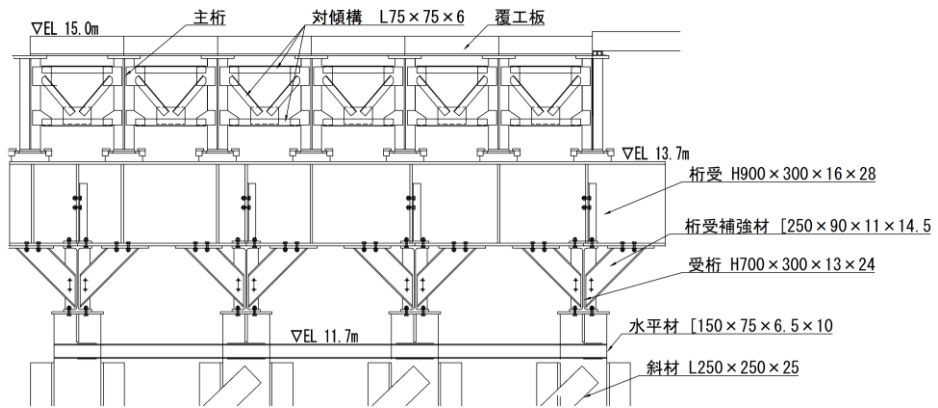 主桁
対傾構 L75×75×6
覆工板
▽EL 15.0m
▽EL 13.7m
桁受 H900×300×16×28
桁受補強材 [250×90×11×14.5
受桁 H700×300×13×24
▽EL 11.7m
水平材 [150×75×6.5×10
斜材 L250×250×25